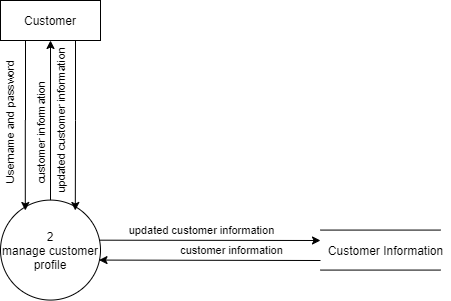 Customer
Username and password
customer information
updated customer information
2
manage customer
profile
updated customer information
customer information
Customer Information